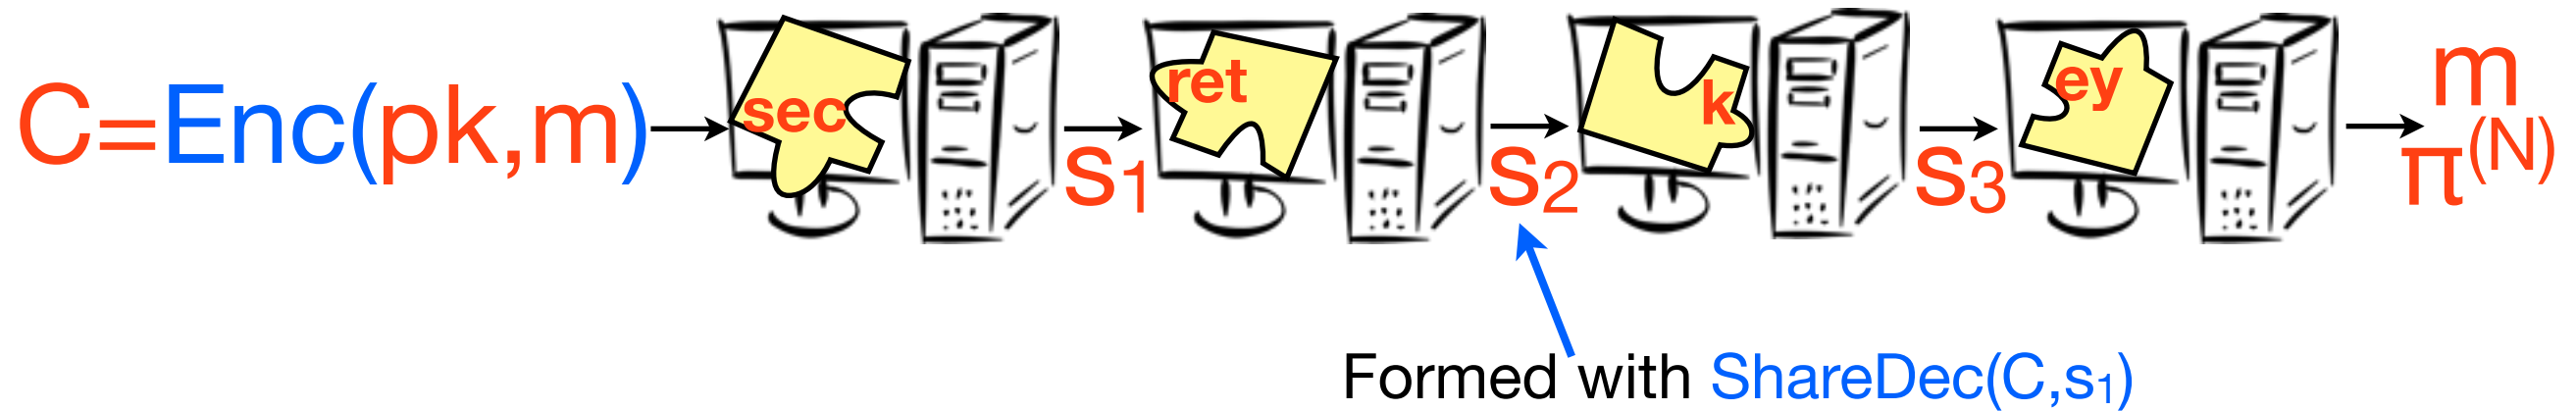 C=Enc(pk,m)
sec
s₁
ret
s₂
k
s₃
ey
m
π⁽ᴺ⁾
Formed with ShareDec(C,s₁)